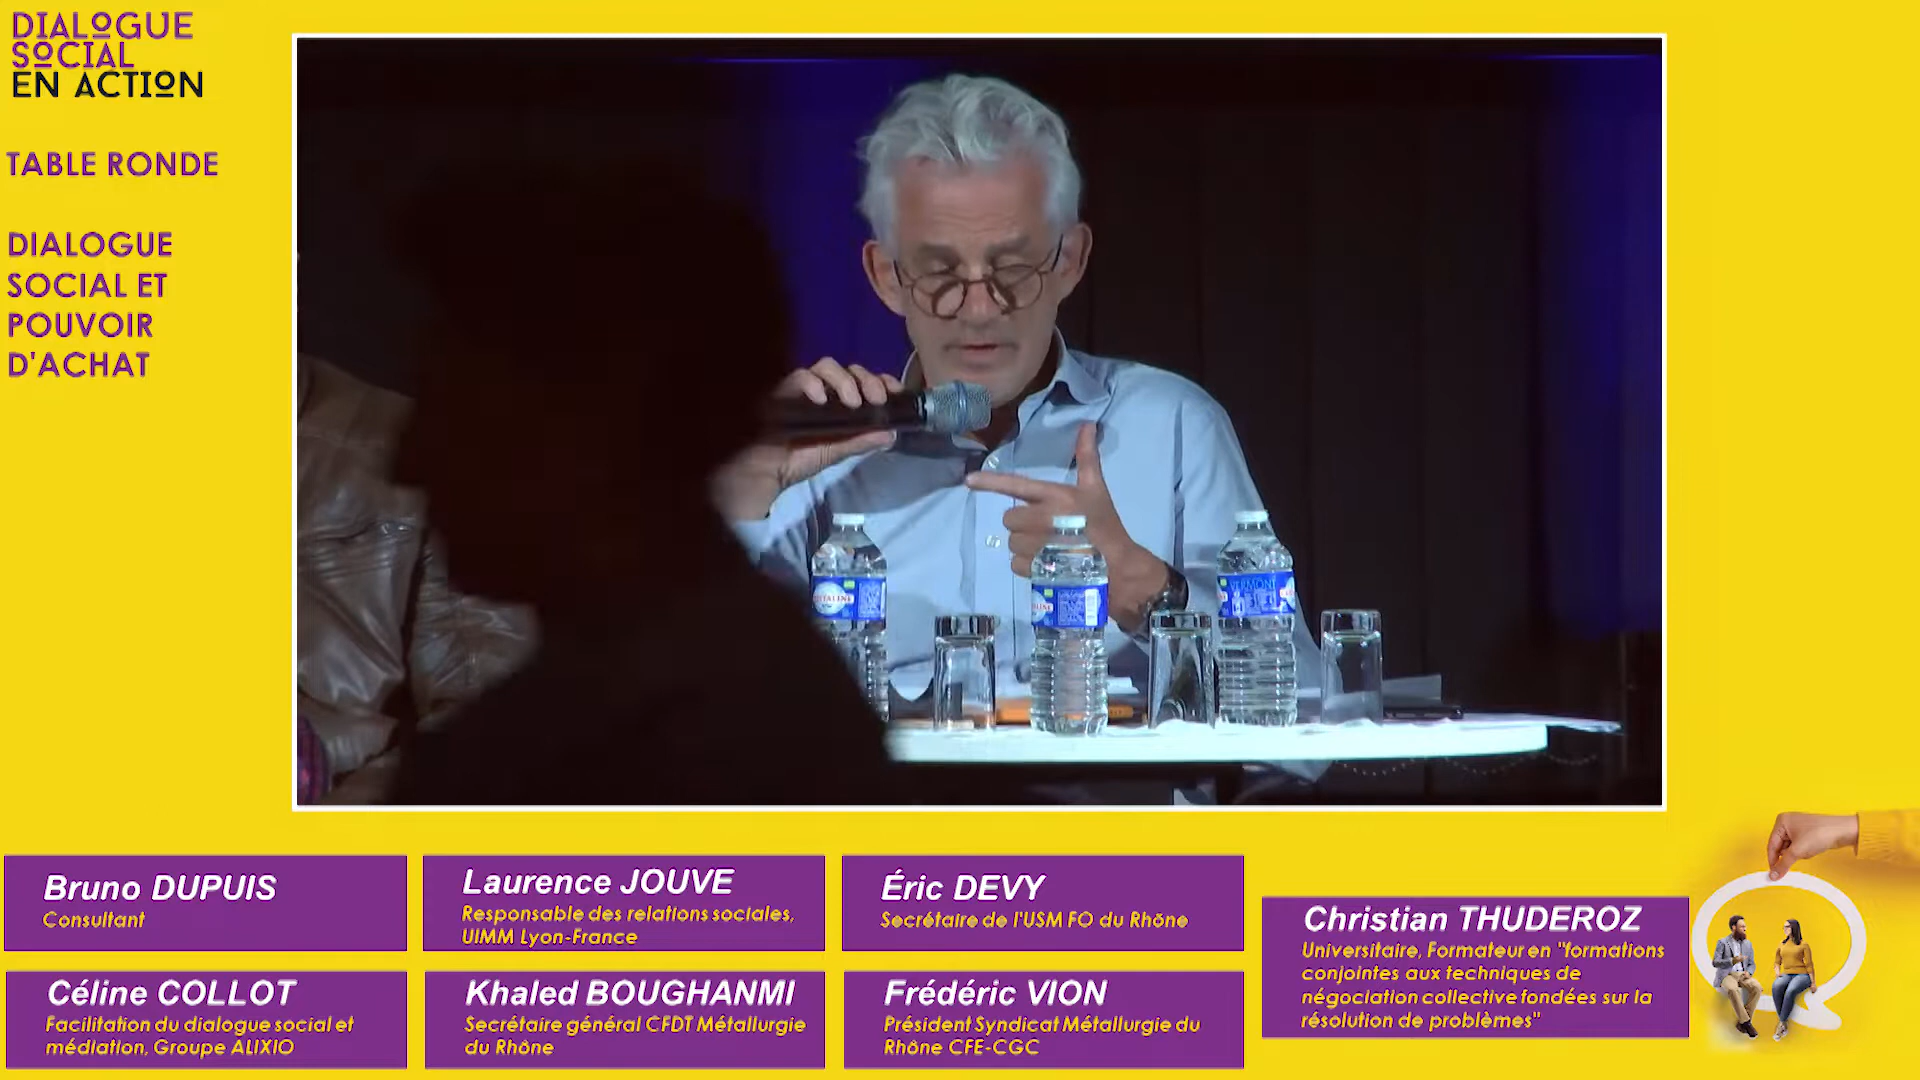 DIALOGUE
SOCIAL
EN ACTION
TABLE RONDE
DIALOGUE
SOCIAL ET
POUVOIR
D'ACHAT
VERMONT
Bruno DUPUIS
Consultant
Laurence JOUVE
Responsable des relations sociales,
UIMM Lyon-France
Éric DEVY
Secrétaire de l'USM FO du Rhône
Céline COLLOT
Facilitation du dialogue social et
médiation, Groupe ALIXIO
Khaled BOUGHANMI
Secrétaire général CFDT Métallurgie
du Rhône
Frédéric VION
Président Syndicat Métallurgie du
Rhône CFE-CGC
Christian THUDEROZ
Universitaire, Formateur en "formations
conjointes aux techniques de
négociation collective fondées sur la
résolution de problèmes"